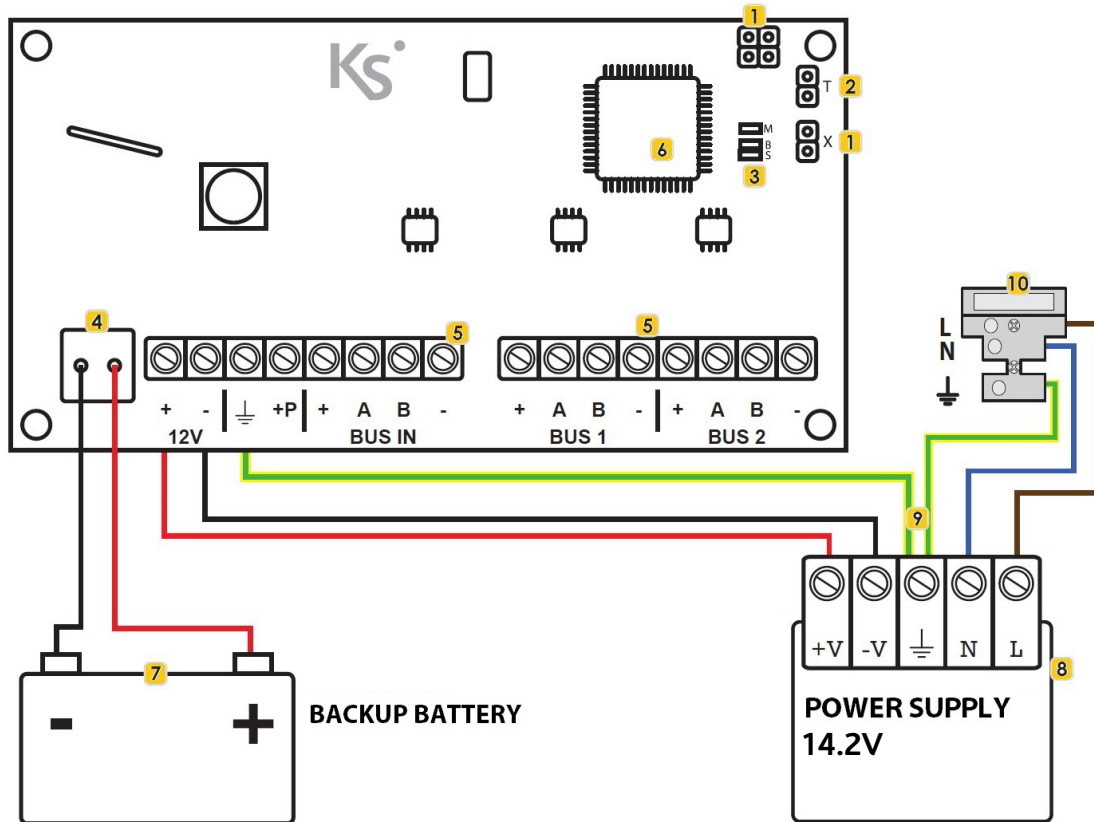 1
KS
T 2
M
B
S
X 1
6
3
10
4
5
5
L
N
+ - +P + A B -
12V BUS IN
+ A B - + A B -
BUS 1 BUS 2
9
+V -V N L
8
7
- +
BACKUP BATTERY
POWER SUPPLY
14.2V